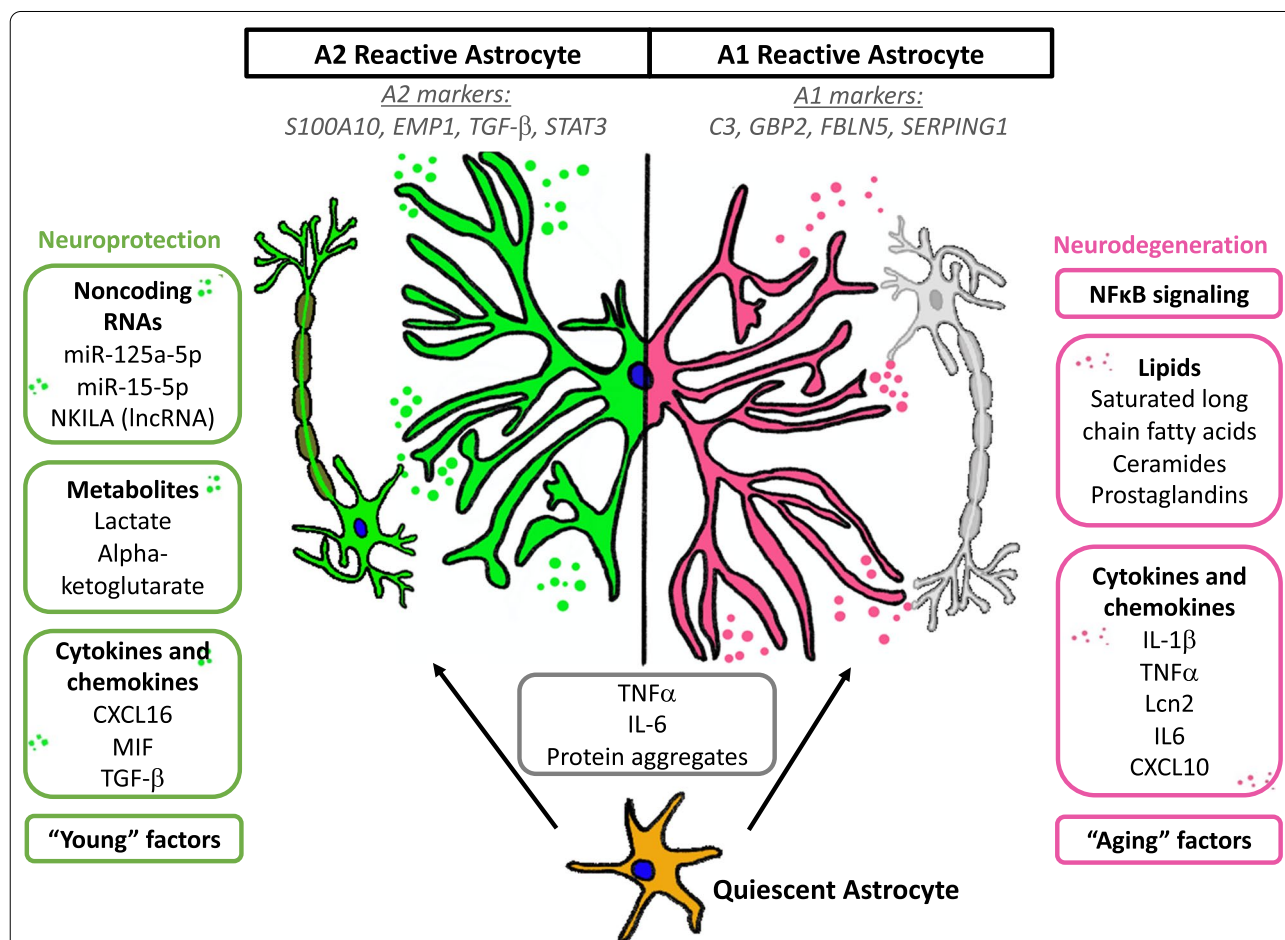 A2 Reactive Astrocyte
A1 Reactive Astrocyte
A2 markers:
S100A10, EMP1, TGF-β, STAT3
A1 markers:
C3, GBP2, FBLN5, SERPING1
Neuroprotection
Noncoding
RNAs
miR-125a-5p
miR-15-5p
NKILA (lncRNA)
Metabolites
Lactate
Alpha-
ketoglutarate
Cytokines and
chemokines
CXCL16
MIF
TGF-β
“Young” factors
TNFα
IL-6
Protein aggregates
Quiescent Astrocyte
Neurodegeneration
NFκB signaling
Lipids
Saturated long
chain fatty acids
Ceramides
Prostaglandins
Cytokines and
chemokines
IL-1β
TNFα
Lcn2
IL6
CXCL10
“Aging” factors